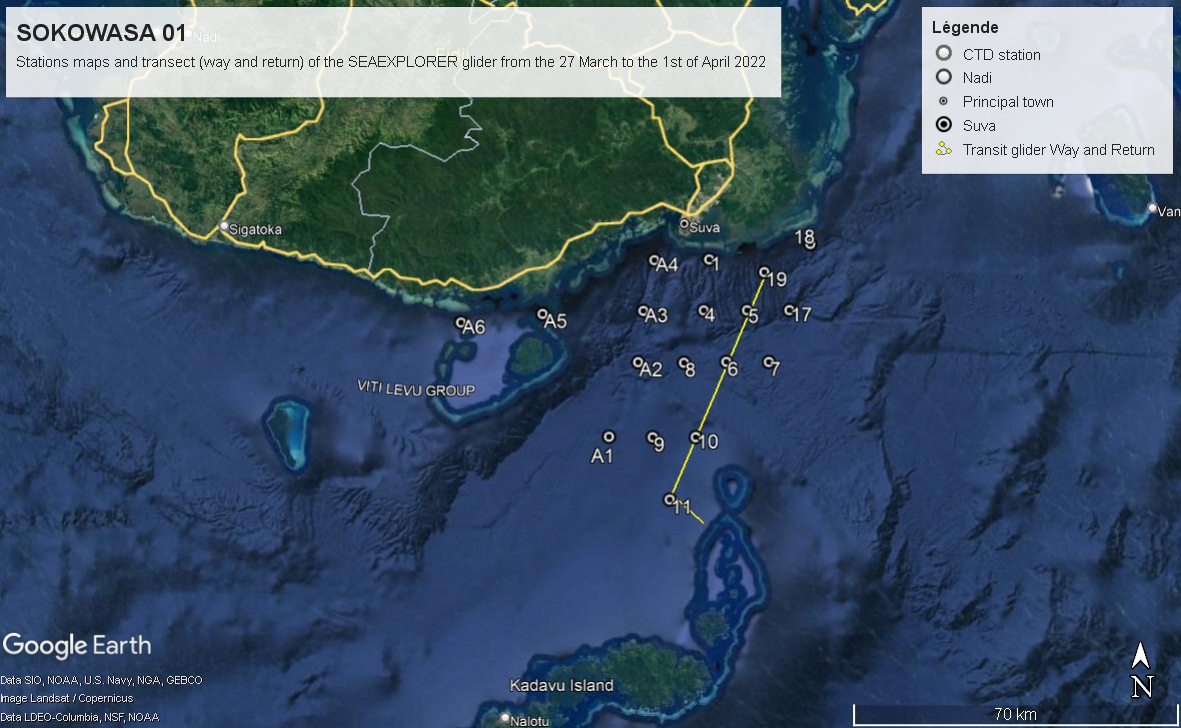 SOKOWASA 01
Nadi
Fidji
Stations maps and transect (way and return) of the SEAEXPLORER glider from the 27 March to the 1st of April 2022
Légende
CTD station
Nadi
Principal town
Suva
Transit glider Way and Return
Van
Sigatoka
Suva
18
A4
1
19
A6
A5
A3
4
5
17
A2
8
6
7
VITI LEVU GROUP
A1
9
10
11
Google Earth
Data SIO, NOAA, U.S. Navy, NGA, GEBCO
Image Landsat / Copernicus
Data LDEO-Columbia, NSF, NOAA
Kadavu Island
Nalotu
N
70 km